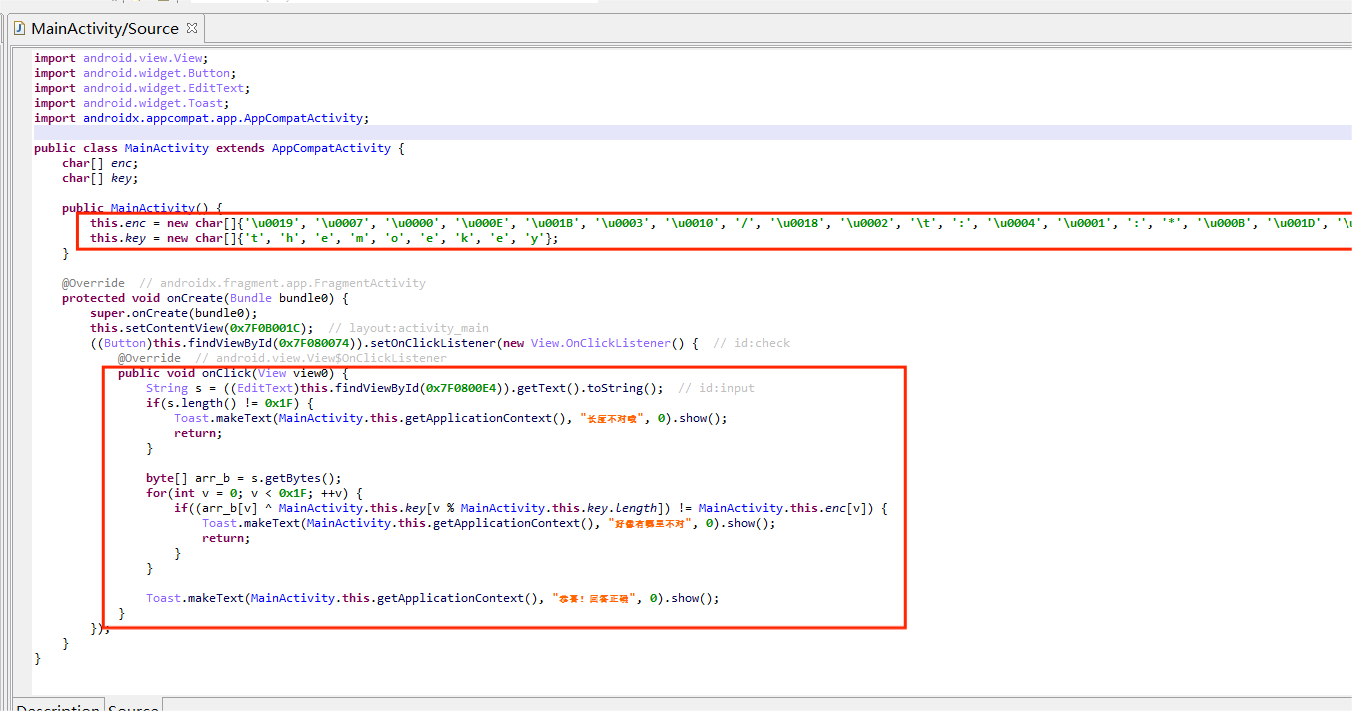 MainActivity/Source
import android.view.View;
import android.widget.Button;
import android.widget.EditText;
import android.widget.Toast;
import androidx.appcompat.app.AppCompatActivity;
public class MainActivity extends AppCompatActivity {
char[] enc;
char[] key;
public MainActivity() {
this.enc = new char[]{'\u0019', '\u0007', '\u0000', '\u000E', '\u001B', '\u0003', '\u0010', '/', '\u0018', '\u0002', '\t', ':', '\u0004', '\u0001', ':', '*', '\u000B', '\u001D', '\
this.key = new char[]{'t', 'h', 'e', 'm', 'o', 'e', 'k', 'e', 'y'};
}
@Override // androidx.fragment.app.FragmentActivity
protected void onCreate(Bundle bundle0) {
super.onCreate(bundle0);
this.setContentView(0x7F0B001C); // layout:activity_main
((Button)this.findViewById(0x7F080074)).setOnClickListener(new View.OnClickListener() { // id:check
@Override // android.view.View$OnClickListener
public void onClick(View view0) {
String s = ((EditText)this.findViewById(0x7F0800E4)).getText().toString(); // id:input
if(s.length() != 0x1F) {
Toast.makeText(MainActivity.this.getApplicationContext(), "长度不对哦", 0).show();
return;
}
byte[] arr_b = s.getBytes();
for(int v = 0; v < 0x1F; ++v) {
if((arr_b[v] ^ MainActivity.this.key[v % MainActivity.this.key.length]) != MainActivity.this.enc[v]) {
Toast.makeText(MainActivity.this.getApplicationContext(), "好像有哪里不对", 0).show();
return;
}
}
Toast.makeText(MainActivity.this.getApplicationContext(), "恭喜! 回答正确", 0).show();
}
});
}
}
Description Source